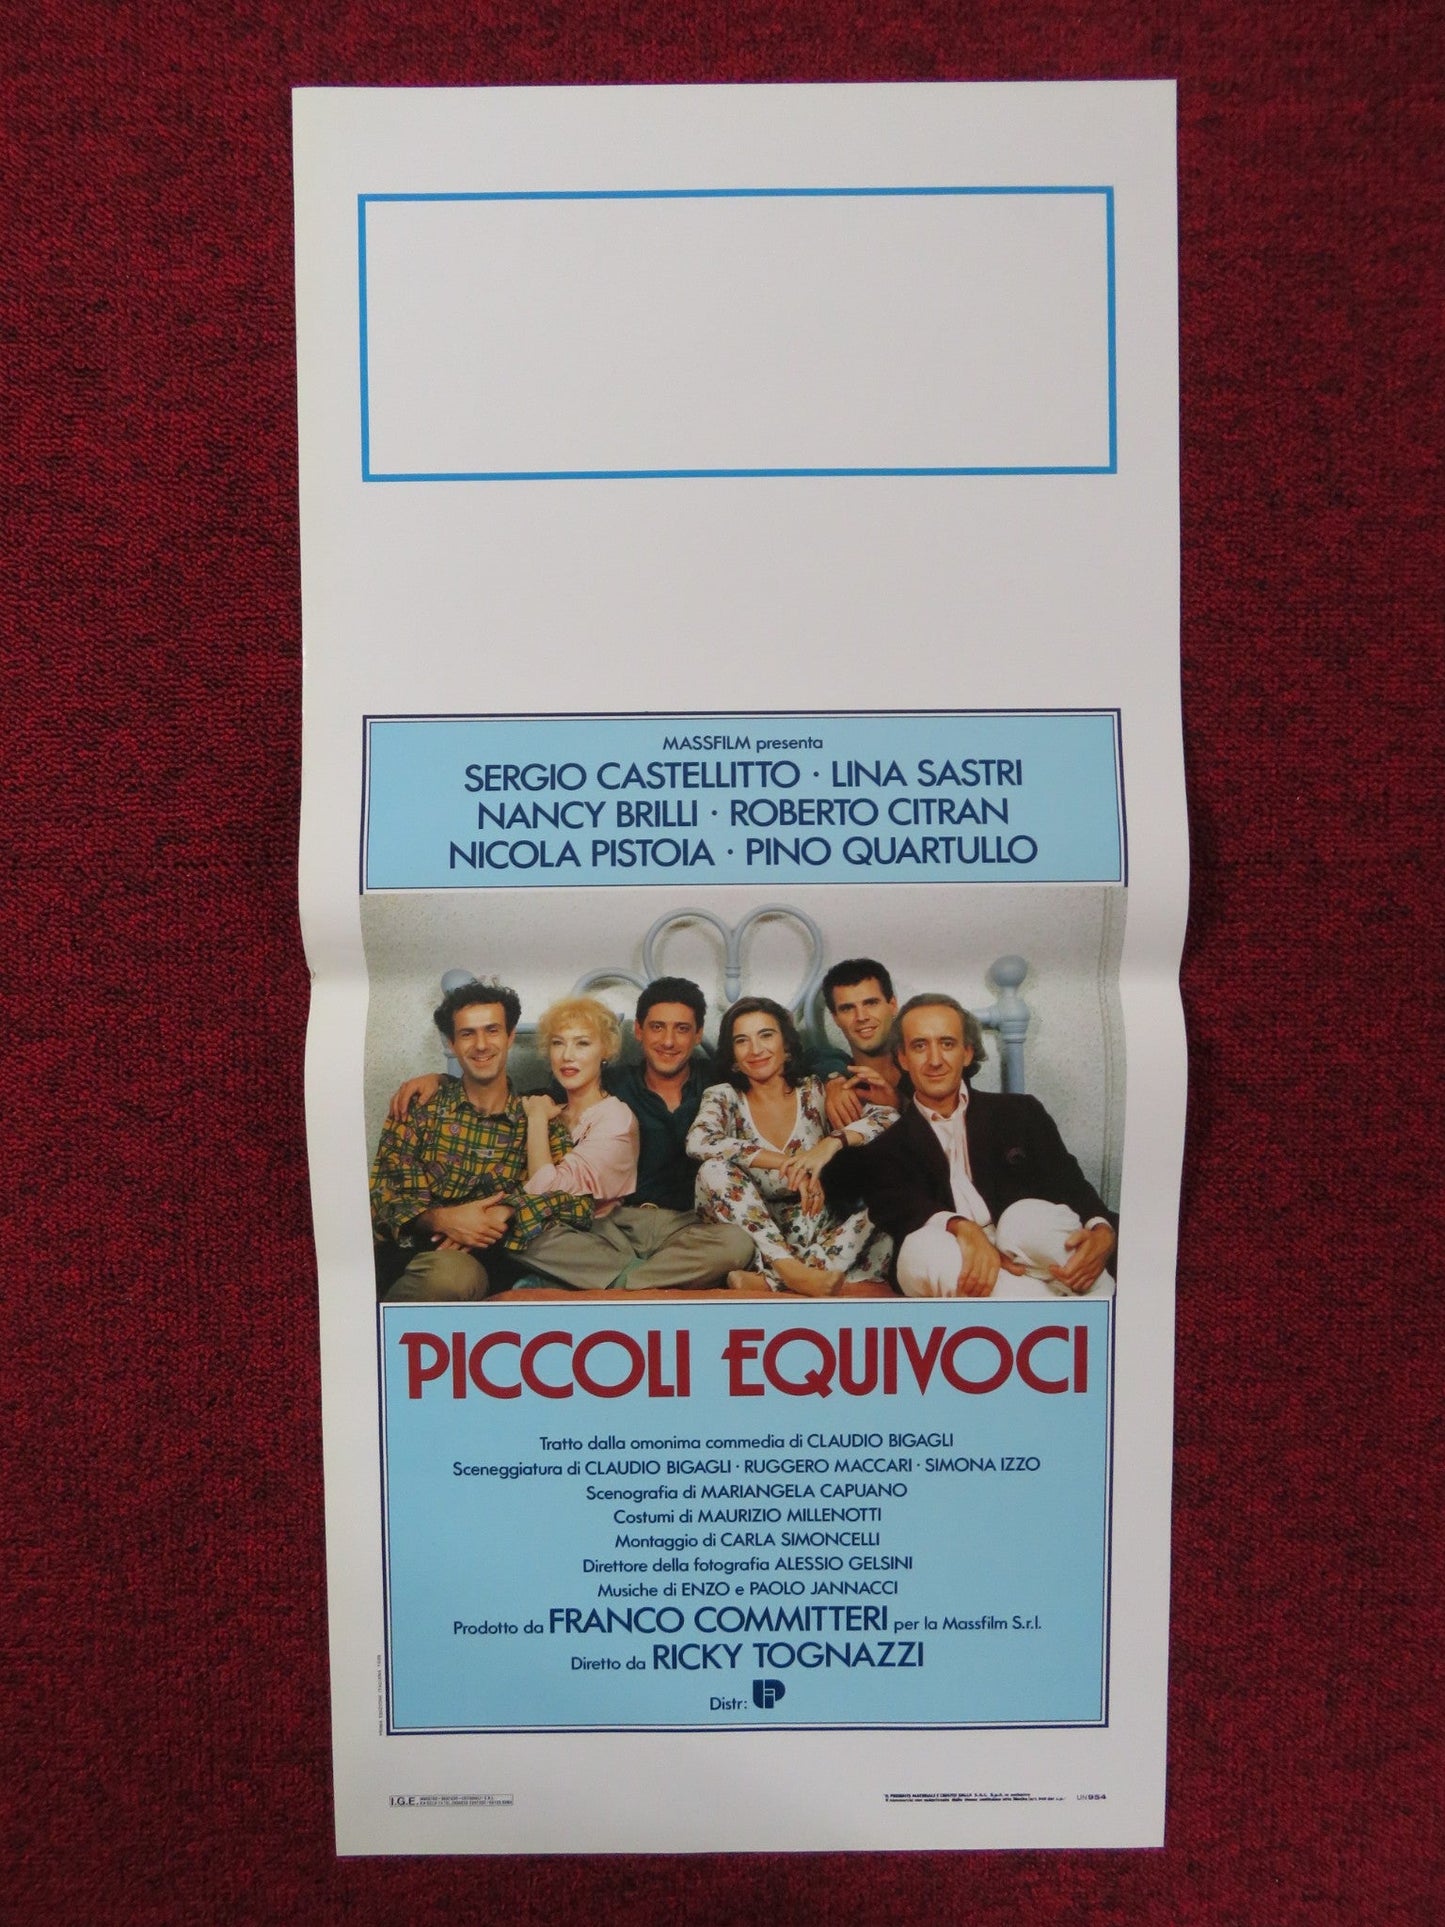 MASSFILM presenta
SERGIO CASTELLITTO · LINA SASTRI
NANCY BRILLI · ROBERTO CITRAN
NICOLA PISTOIA · PINO QUARTULLO
PICCOLI EQUIVOCI
Tratto dalla omonima commedia di CLAUDIO BIGAGLI
Sceneggiatura di CLAUDIO BIGAGLI · RUGGERO MACCARI · SIMONA IZZO
Scenografia di MARIANGELA CAPUANO
Costumi di MAURIZIO MILLENOTTI
Montaggio di CARLA SIMONCELLI
Direttore della fotografia ALESSIO GELSINI
Musiche di ENZO e PAOLO JANNACCI
Prodotto da FRANCO COMMITTERI per la Massfilm S.r.l.
Diretto da RICKY TOGNAZZI
Distr:
I.G.E.
UN954